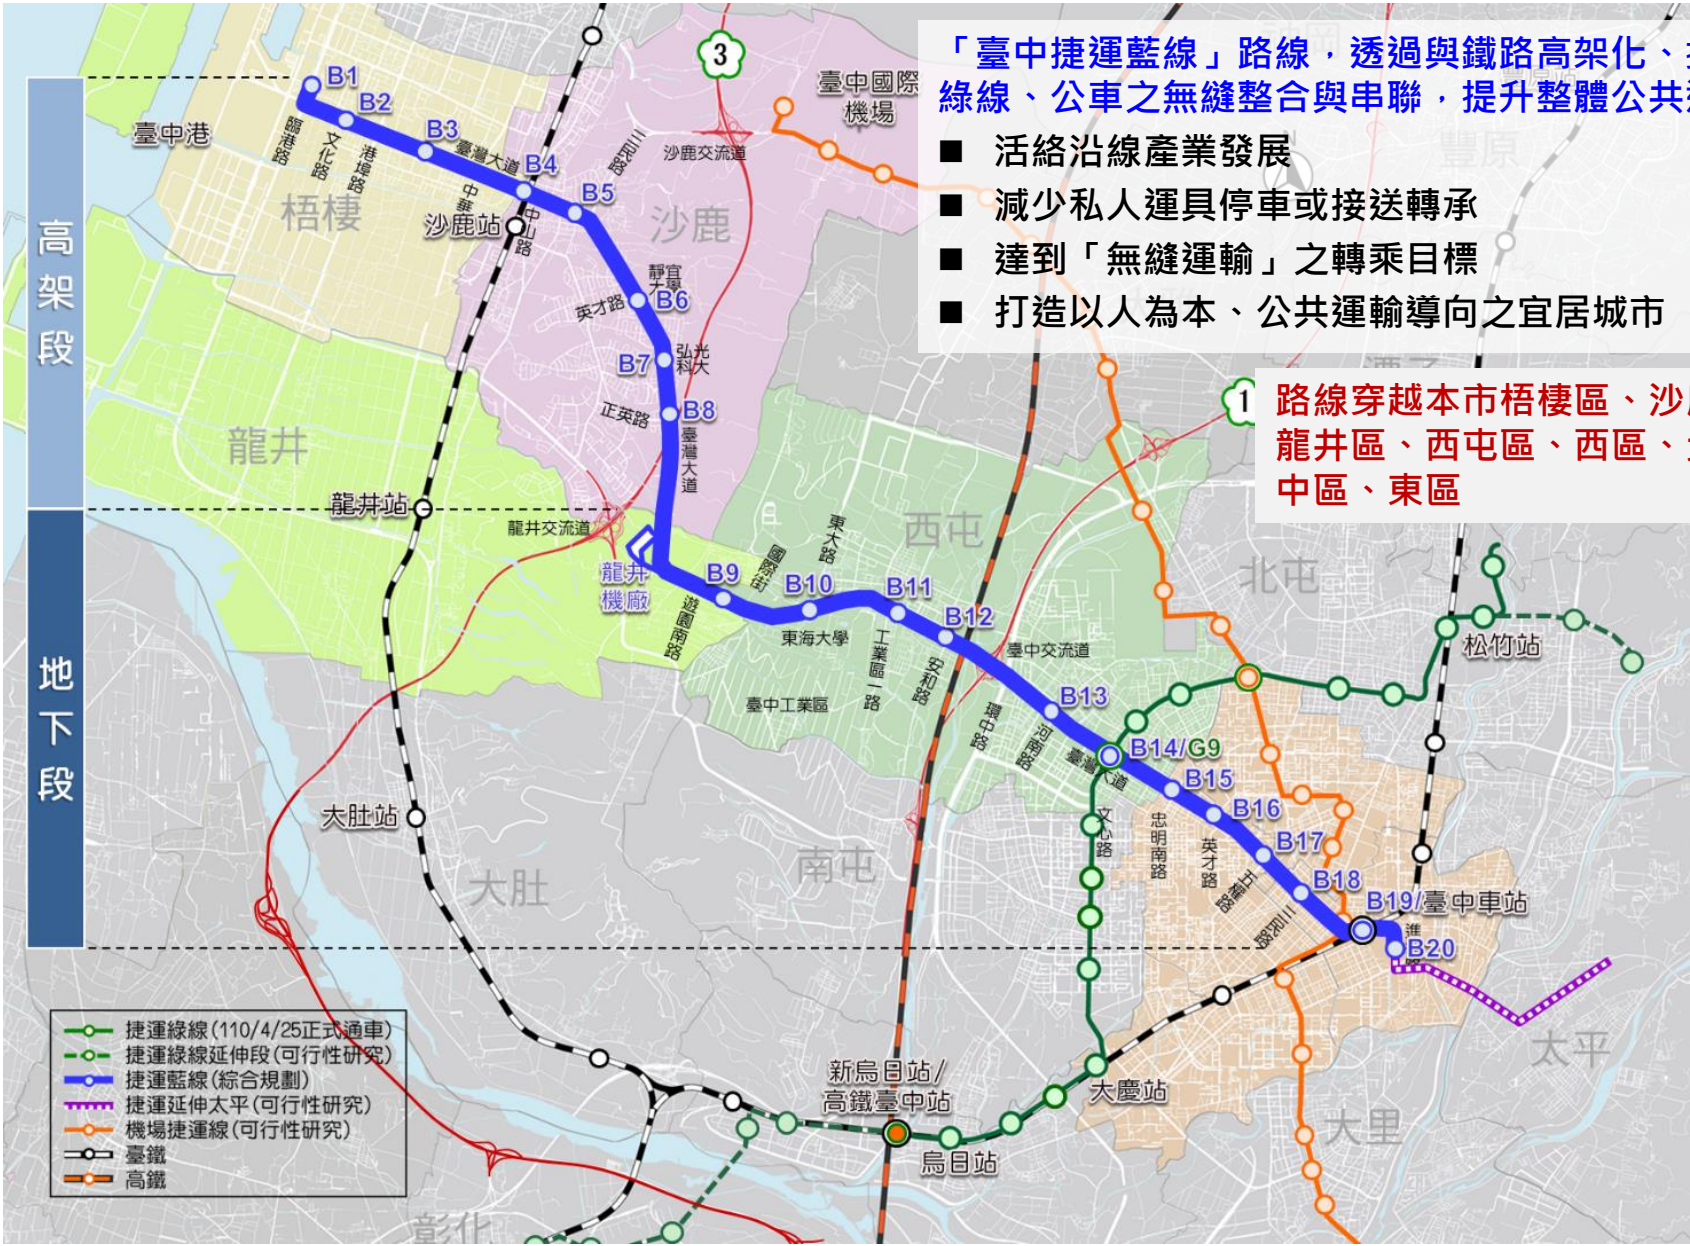 「臺中捷運藍線」路線，透過與鐵路高架化、
綠線、公車之無縫整合與串聯，提升整體公共
■ 活絡沿線產業發展
■ 減少私人運具停車或接送轉承
■ 達到「無縫運輸」之轉乘目標
■ 打造以人為本、公共運輸導向之宜居城市
路線穿越本市梧棲區、沙
龍井區、西屯區、西區、
中區、東區
高架段
地下段
3
1
N
臺中國際
機場
臺中港
B1
B2
B3
B4
B5
B6
B7
B8
B9
B10
B11
B12
B13
B14/G9
B15
B16
B17
B18
B19/臺中車站
B20
臨港路
文化路
港埠路
臺灣大道
中華
中山路
三民路
沙鹿交流道
沙鹿站
梧棲
沙鹿
豐原
靜宜
大學
英才路
弘光
科大
正英路
臺灣大道
龍井
龍井站
龍井交流道
龍井
機廠
遊園南路
國際街
東大路
東海大學
西屯
北屯
工業區一路
安和路
臺中交流道
臺中工業區
環中路
河南路
臺灣大道
文心路
忠明南路
英才路
五權路
三民路
松竹站
大肚站
大肚
南屯
新烏日站/
高鐵臺中站
烏日站
大慶站
大里
太平
彰化
捷運綠線(110/4/25正式通車)
捷運綠線延伸段(可行性研究)
捷運藍線(綜合規劃)
捷運延伸太平(可行性研究)
機場捷運線(可行性研究)
臺鐵
高鐵